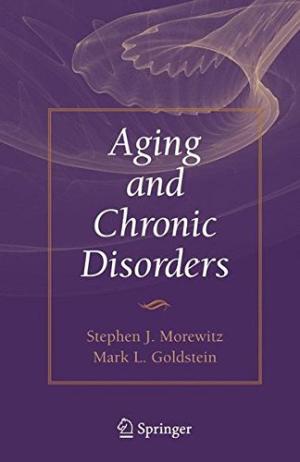 Aging
and
Chronic
Disorders
Stephen J. Morewitz
Mark L. Goldstein
Springer